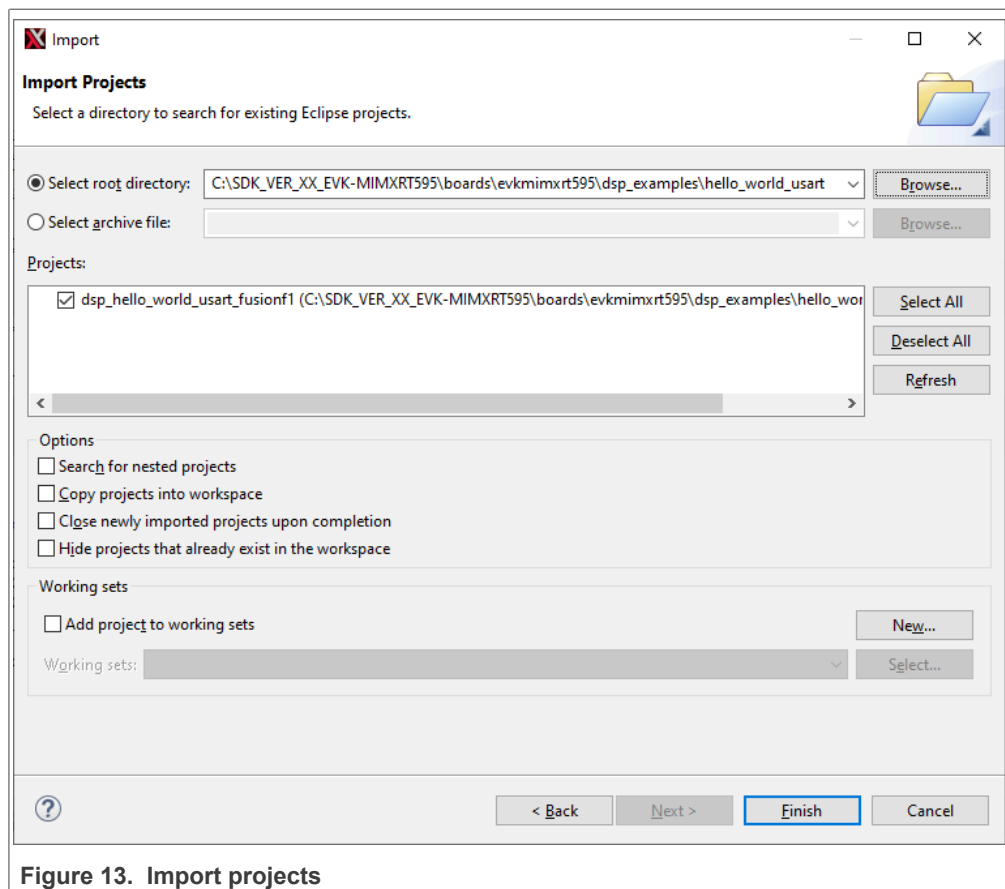 Import
Import Projects
Select a directory to search for existing Eclipse projects.
Select root directory: C:\SDK_VER_XX_EVK-MIMXRT595\boards\evkmimxrt595\dsp_examples\hello_world_usart Browse...
Select archive file: Browse...
Projects:
dsp_hello_world_usart_fusionf1 (C:\SDK_VER_XX_EVK-MIMXRT595\boards\evkmimxrt595\dsp_examples\hello_wor
Select All
Deselect All
Refresh
Options
Search for nested projects
Copy projects into workspace
Close newly imported projects upon completion
Hide projects that already exist in the workspace
Working sets
Add project to working sets New...
Working sets: Select...
? < Back Next > Finish Cancel
Figure 13. Import projects